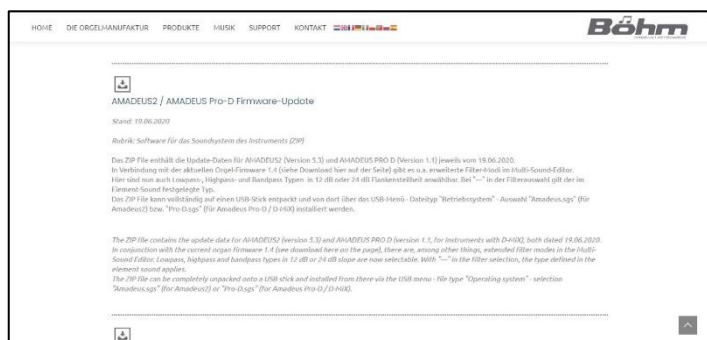 HOME DIE ORGELMANUFAKTUR PRODUKTE MUSIK SUPPORT KONTAKT
Böhm
AMADEUS2 / AMADEUS Pro-D Firmware-Update
Stand: 19.06.2020
Rubrik: Software für das Soundsystem des Instruments (ZIP)
Das ZIP File enthält die Update-Daten für AMADEUS2 (Version 5.3) und AMADEUS PRO D (Version 1.1) jeweils vom 19.06.2020.
In Verbindung mit der aktuellen Orgel-Firmware 1.4 (siehe Download hier auf der Seite) gibt es u.a. erweiterte Filter-Modi im Multi-Sound-Editor.
Hier sind nun auch Lowpass-, Highpass- und Bandpass Typen in 12 dB oder 24 dB Flankensteilheit anwählbar. Bei "---" in der Filterauswahl gilt der im
Element-Sound festgelegte Typ.
Das ZIP File kann vollständig auf einen USB-Stick entpackt und von dort über das USB-Menü - Dateityp "Betriebssystem" - Auswahl "Amadeus.sgs" (für
Amadeus2) bzw. "Pro-D.sgs" (für Amadeus Pro-D / D-MIX) installiert werden.
The ZIP file contains the update data for AMADEUS2 (version 5.3) and AMADEUS PRO D (version 1.1, for instruments with D-MIX), both dated 19.06.2020.
In conjunction with the current organ firmware 1.4 (see download here on the page), there are, among other things, extended filter modes in the Multi-
Sound Editor. Lowpass, highpass and bandpass types in 12 dB or 24 dB slope are now selectable. With "---" in the filter selection, the type defined in the
element sound applies.
The ZIP file can be completely unpacked onto a USB stick and installed from there via the USB menu - file type "Operating system" - selection
"Amadeus.sgs" (for Amadeus2) or "Pro-D.sgs" (for Amadeus Pro-D / D-MIX).